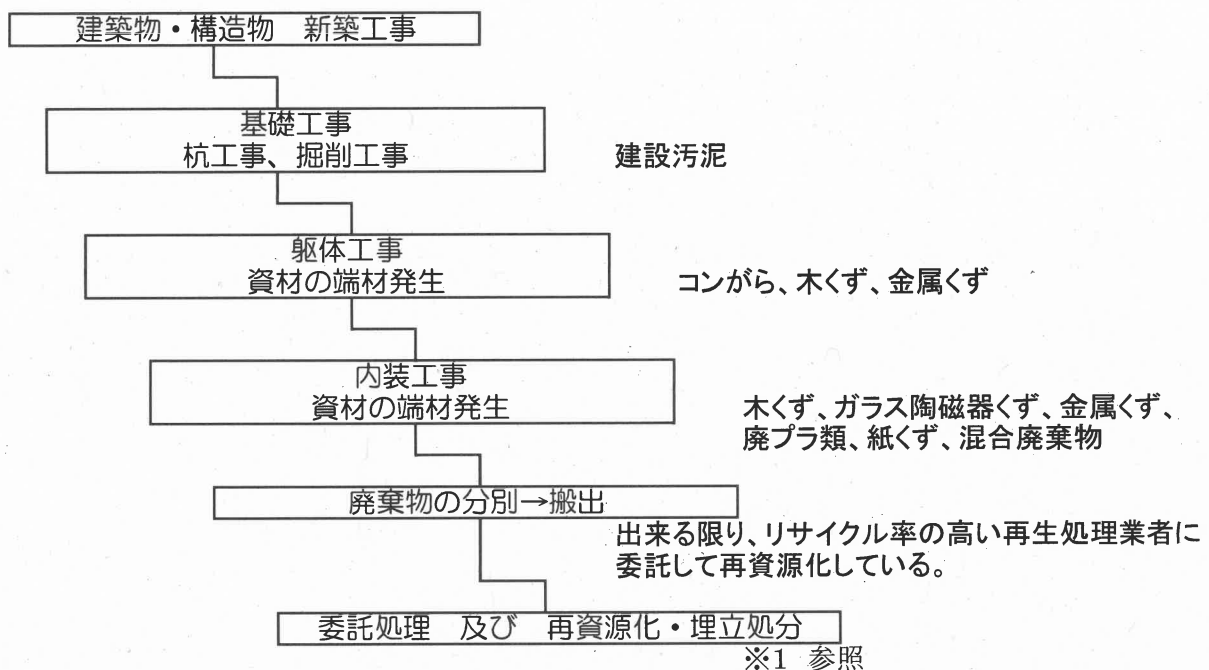 建築物・構造物　新築工事
基礎工事
杭工事、掘削工事
建設汚泥
躯体工事
資材の端材発生
コンがら、木くず、金属くず
内装工事
資材の端材発生
木くず、ガラス陶磁器くず、金属くず、
廃プラ類、紙くず、混合廃棄物
廃棄物の分別→搬出
出来る限り、リサイクル率の高い再生処理業者に
委託して再資源化している。
委託処理　及び　再資源化・埋立処分
※1 参照